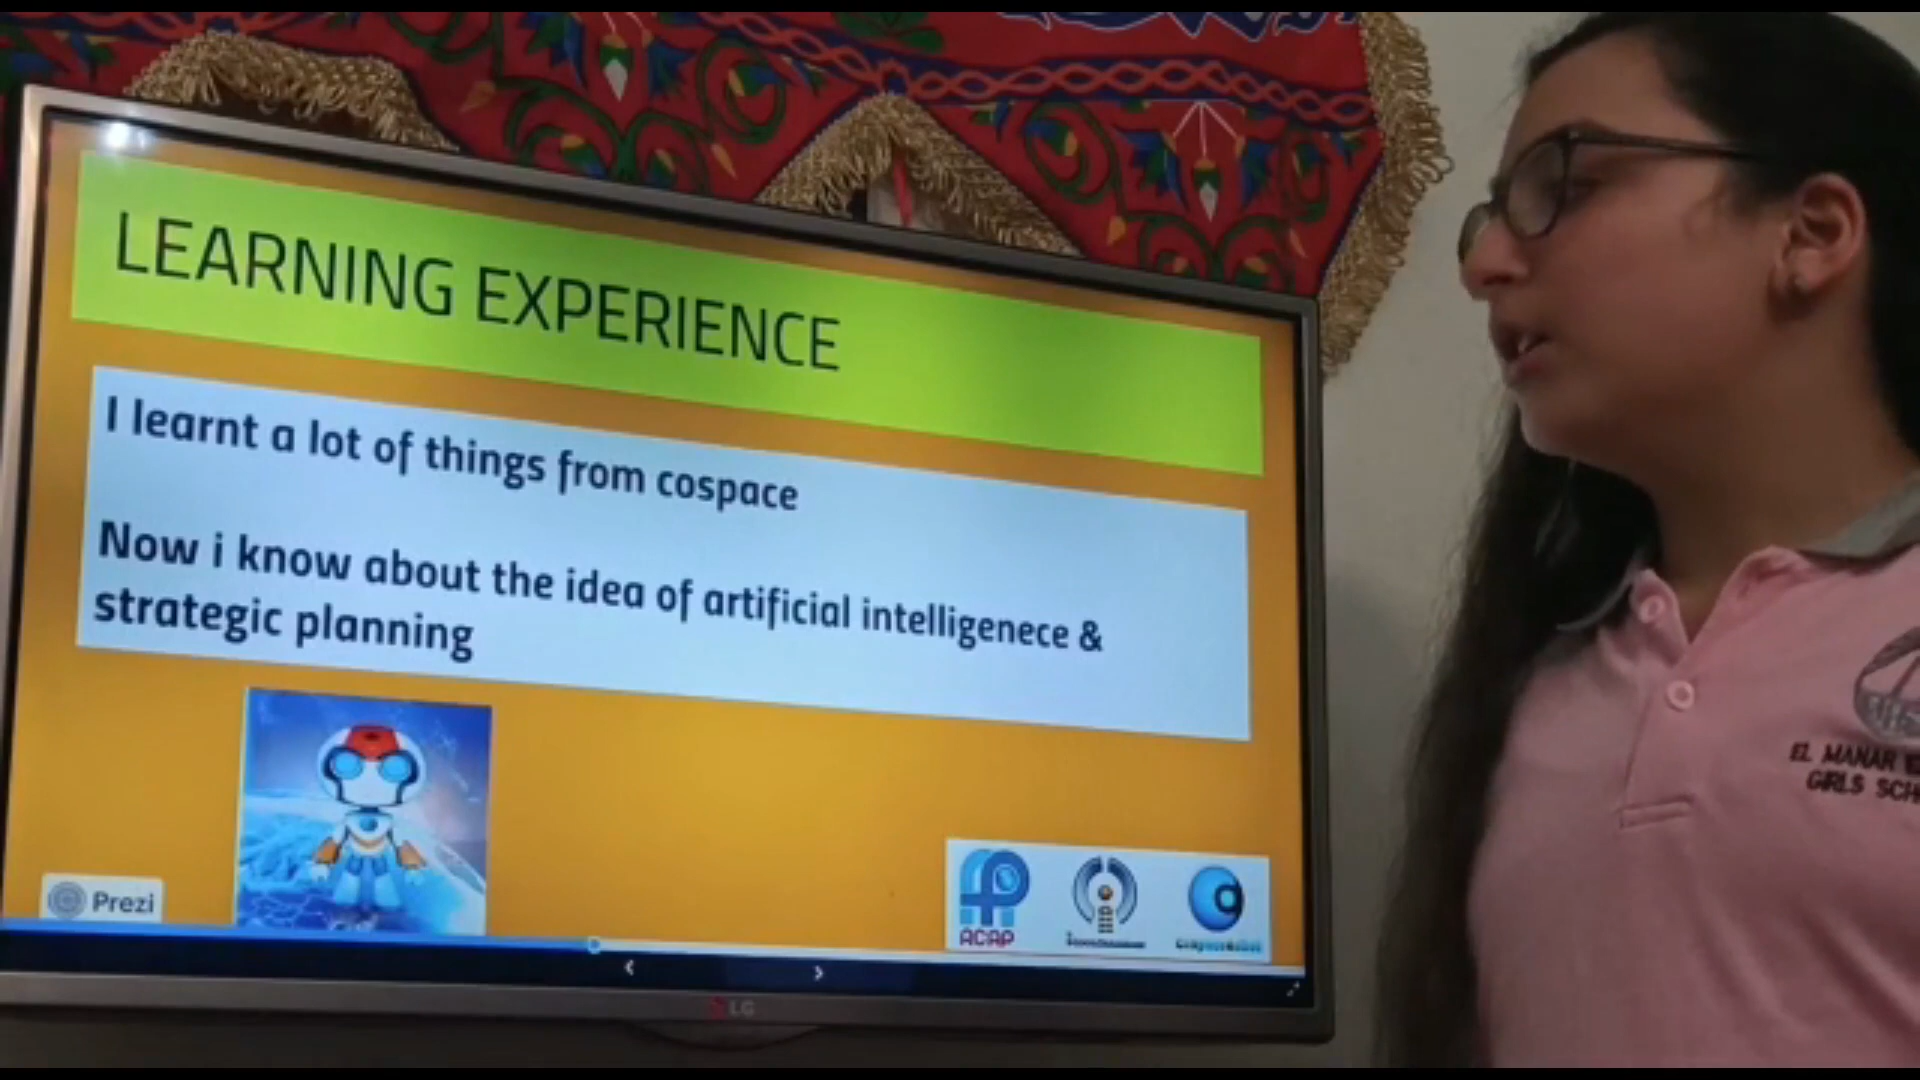 LEARNING EXPERIENCE
I learnt a lot of things from cospace
Now i know about the idea of artificial intelligenece &
strategic planning
Prezi
ACAP
LG
EL MANAR
GIRLS